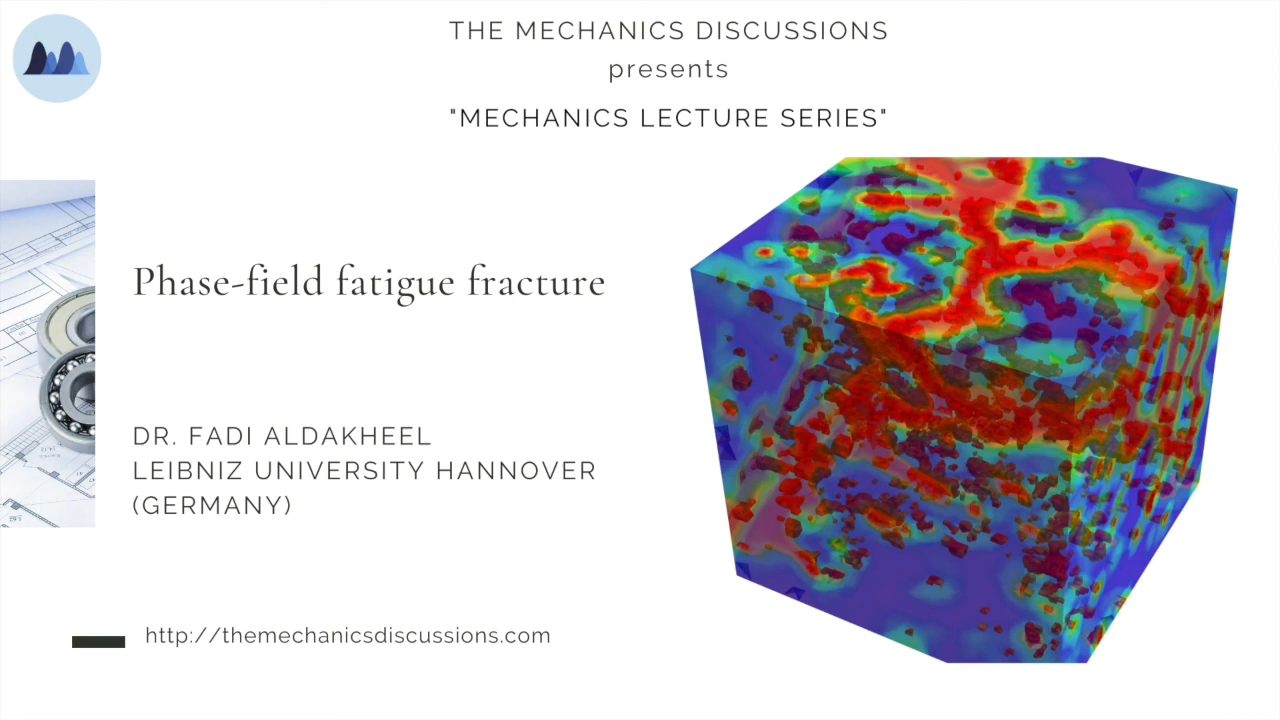 THE MECHANICS DISCUSSIONS
presents
"MECHANICS LECTURE SERIES"
Phase-field fatigue fracture
DR. FADI ALDAKHEEL
LEIBNIZ UNIVERSITY HANNOVER
(GERMANY)
http://themechanicsdiscussions.com